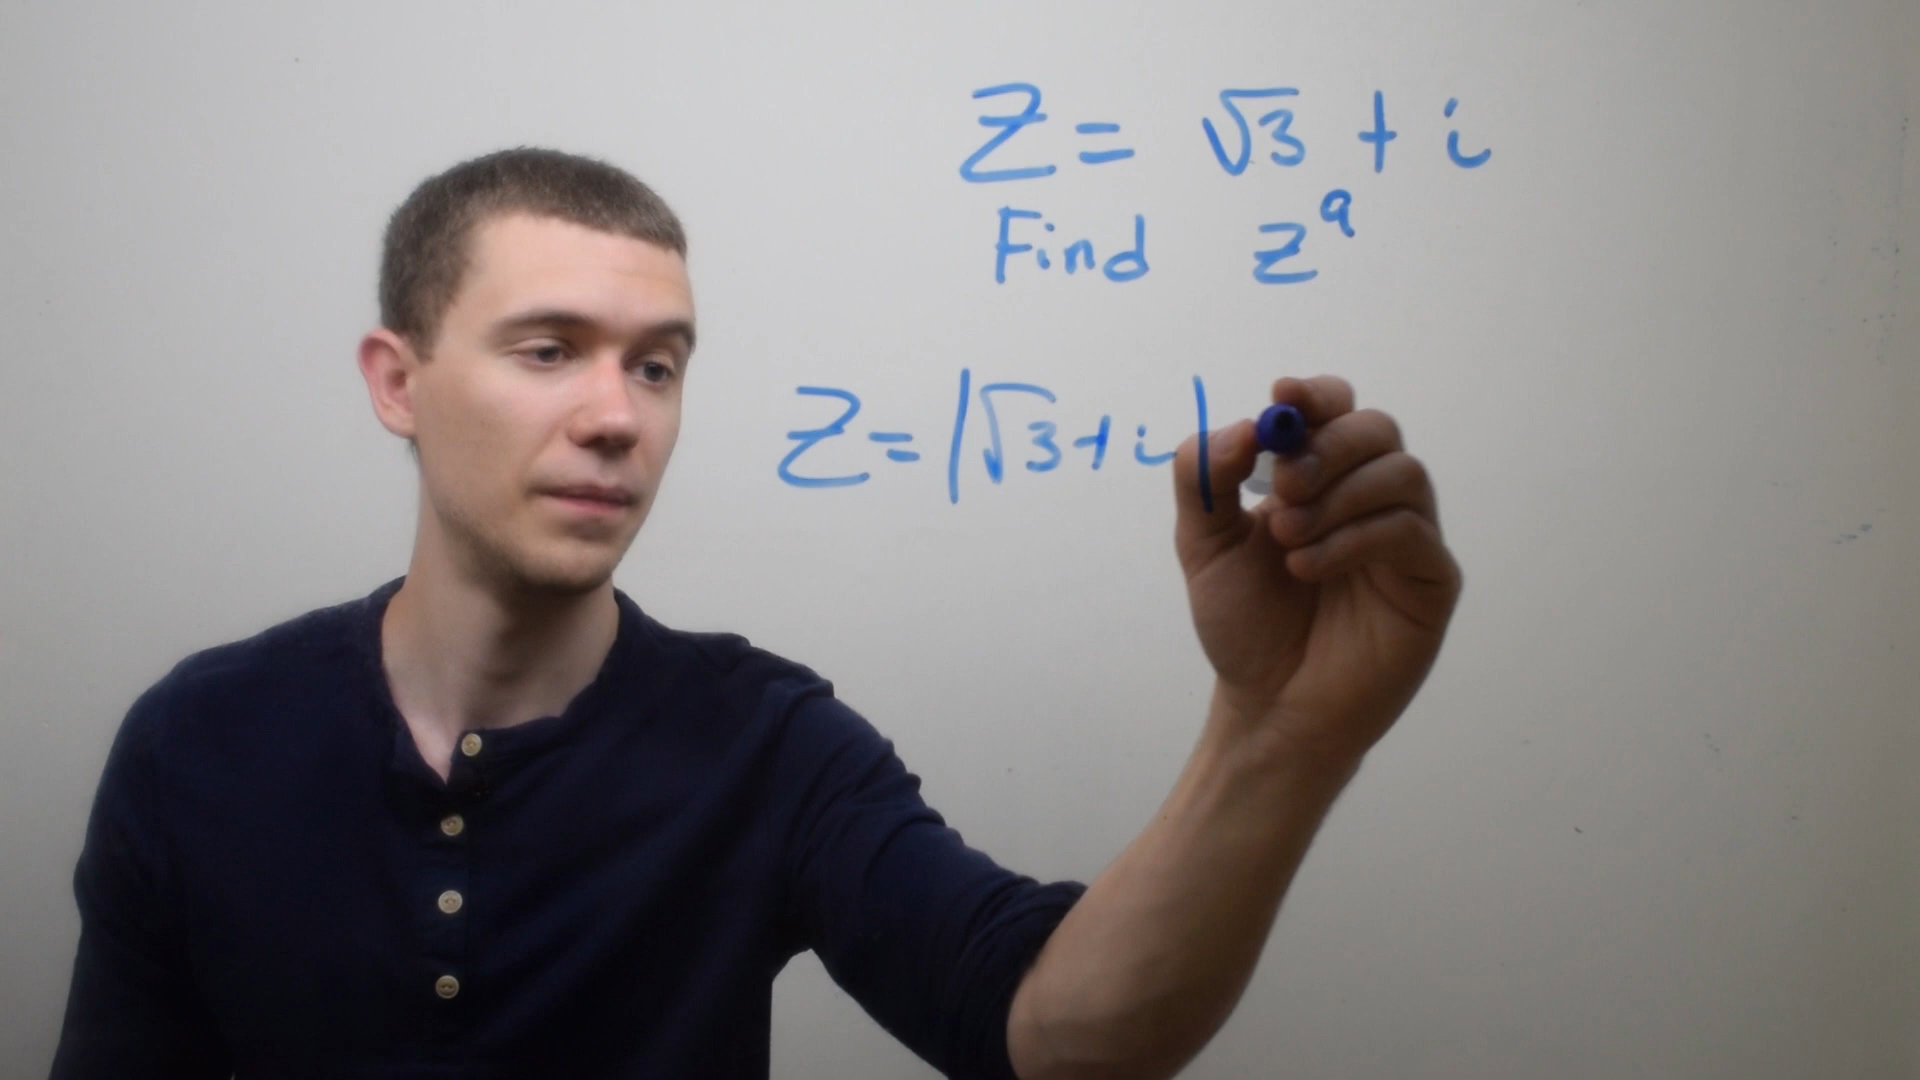 Z = √3 + i
Find z⁹
Z = |√3 + i|